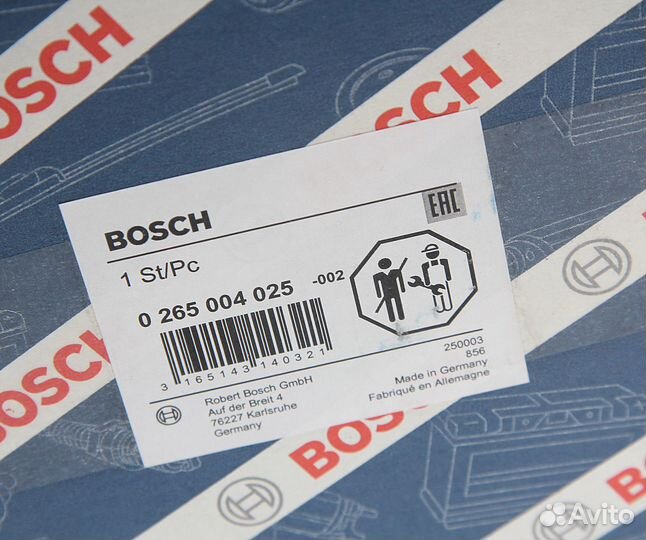 BOSCH
BOSCH
BOSCH
EAC
1 St/Pc
0 265 004 025 -002
3 165143 140321
250003
856
Made in Germany
Fabriqué en Allemagne
Robert Bosch GmbH
Auf der Breit 4
76227 Karlsruhe
Germany
BOSCH
BOSCH
BOSCH
Avito